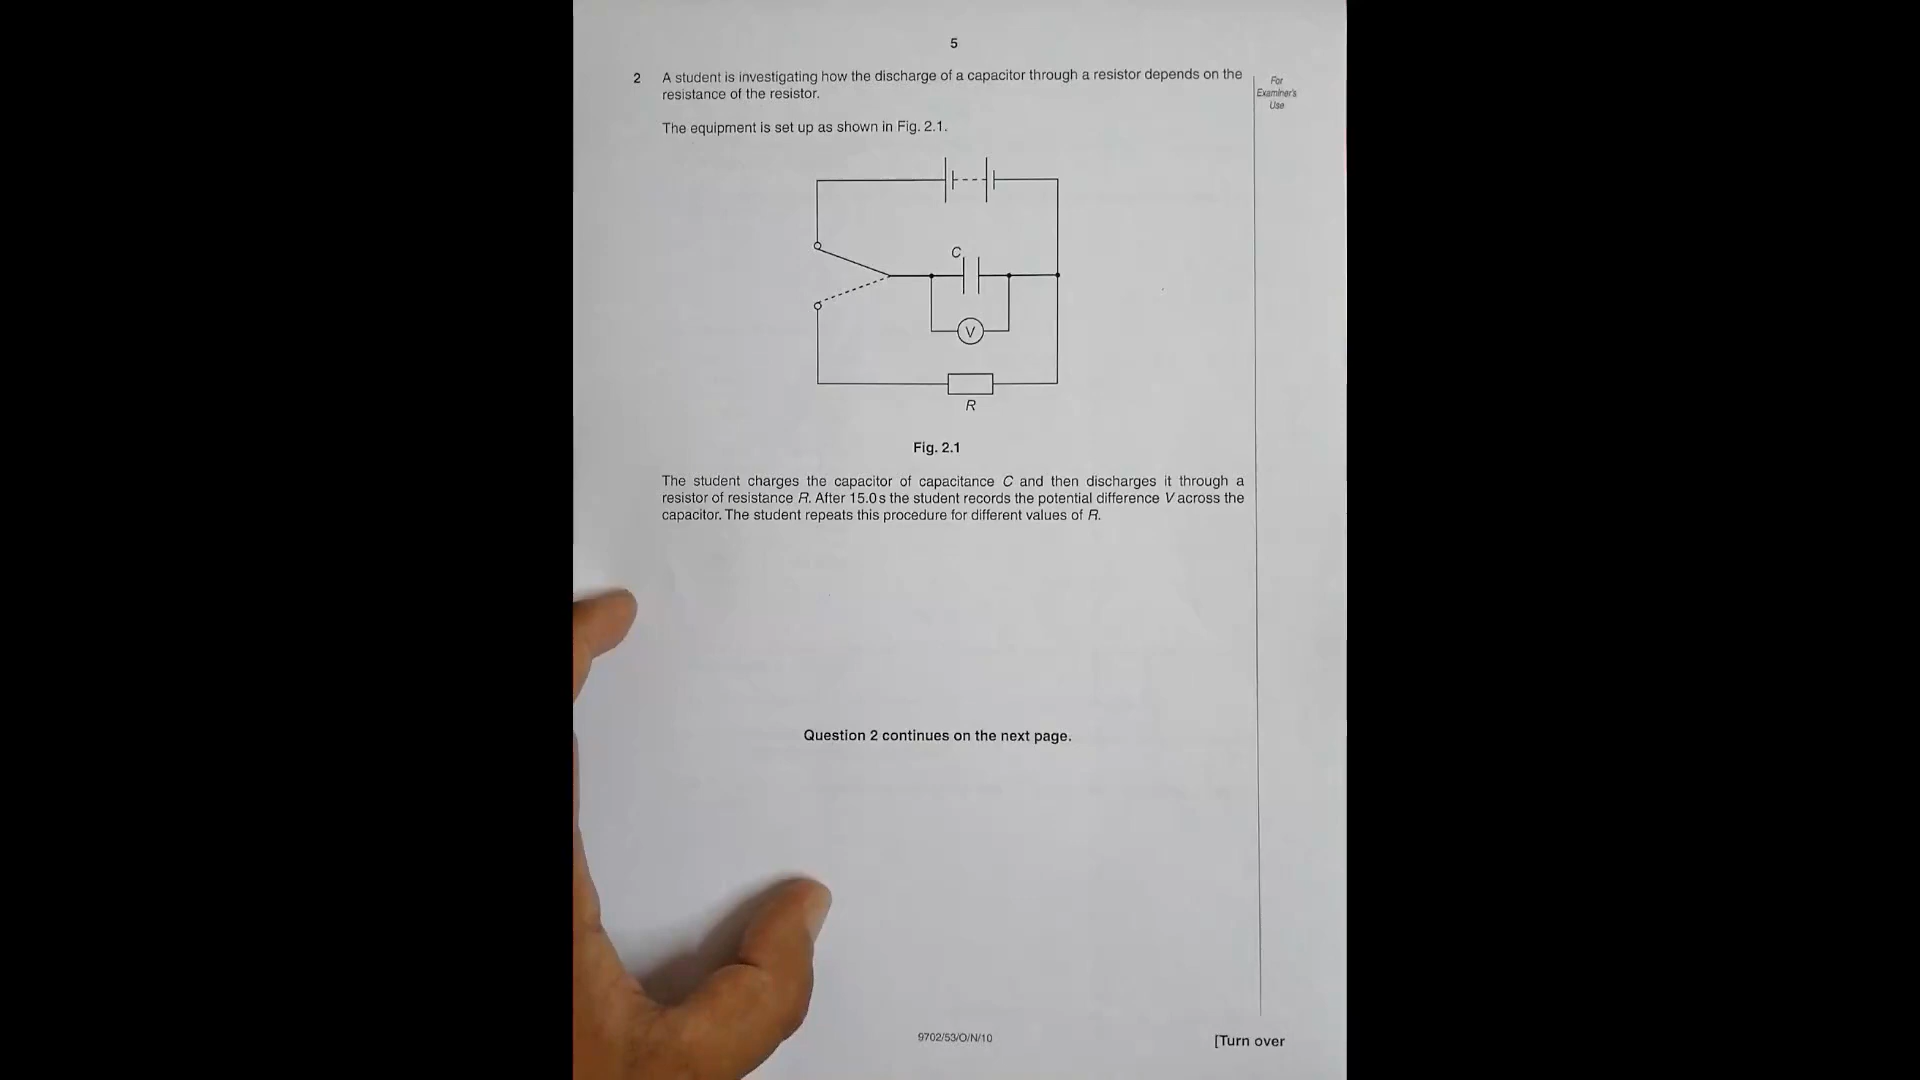 5
2 A student is investigating how the discharge of a capacitor through a resistor depends on the
resistance of the resistor.
For
Examiner's
Use
The equipment is set up as shown in Fig. 2.1.
C
V
R
Fig. 2.1
The student charges the capacitor of capacitance C and then discharges it through a
resistor of resistance R. After 15.0 s the student records the potential difference V across the
capacitor. The student repeats this procedure for different values of R.
Question 2 continues on the next page.
9702/53/O/N/10
[Turn over